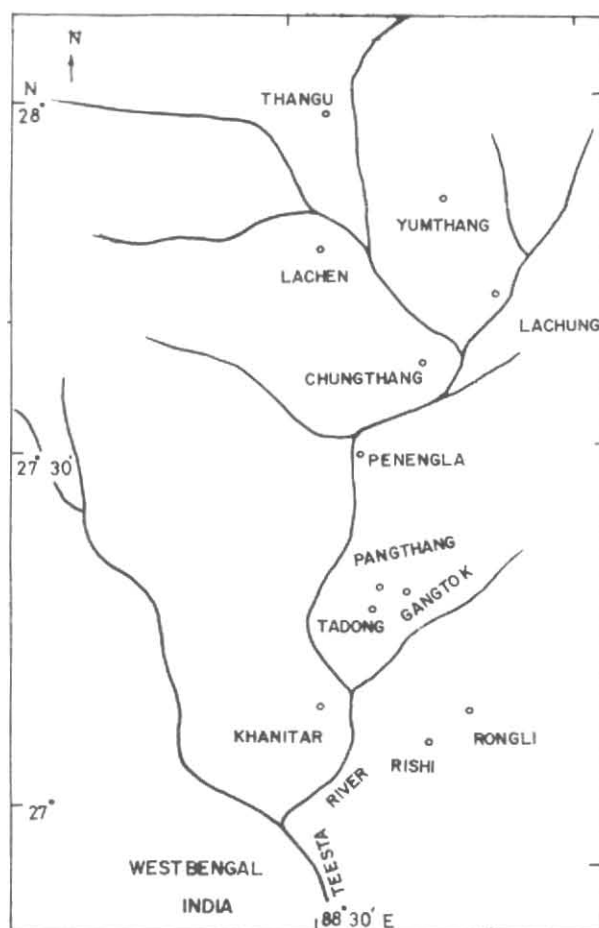 N
N
28°
THANGU
YUMTHANG
LACHEN
LACHUNG
CHUNGTHANG
27° 30'
PENENGLA
PANGTHANG
GANGTOK
TADONG
KHANITAR
RONGLI
RISHI
RIVER
27°
TEESTA
WEST BENGAL
INDIA
88° 30' E